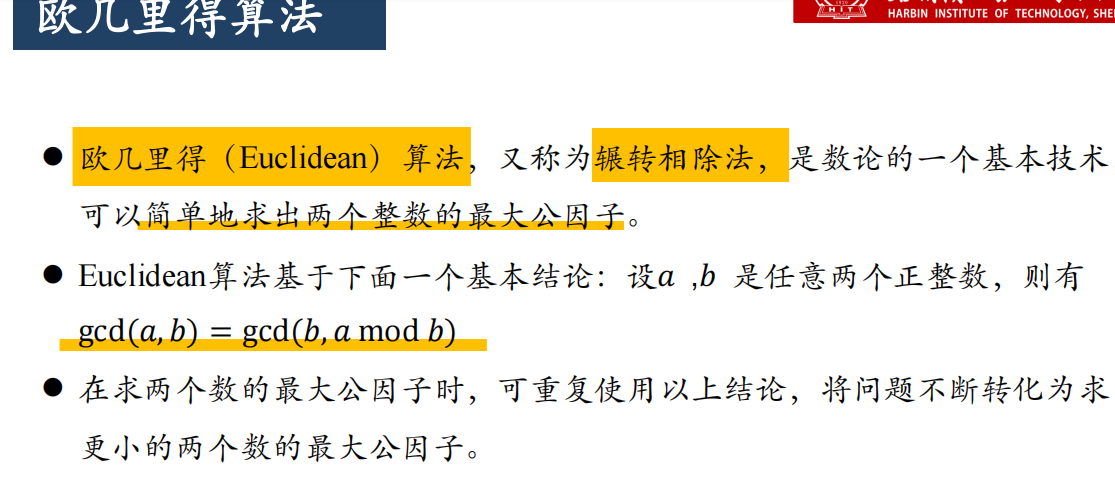 欧几里得算法
HARBIN INSTITUTE OF TECHNOLOGY, SHE
HIT
● 欧几里得（Euclidean）算法，又称为辗转相除法，是数论的一个基本技术
可以简单地求出两个整数的最大公因子。
● Euclidean算法基于下面一个基本结论：设a ,b 是任意两个正整数，则有
gcd(a, b) = gcd(b, a mod b)
● 在求两个数的最大公因子时，可重复使用以上结论，将问题不断转化为求
更小的两个数的最大公因子。